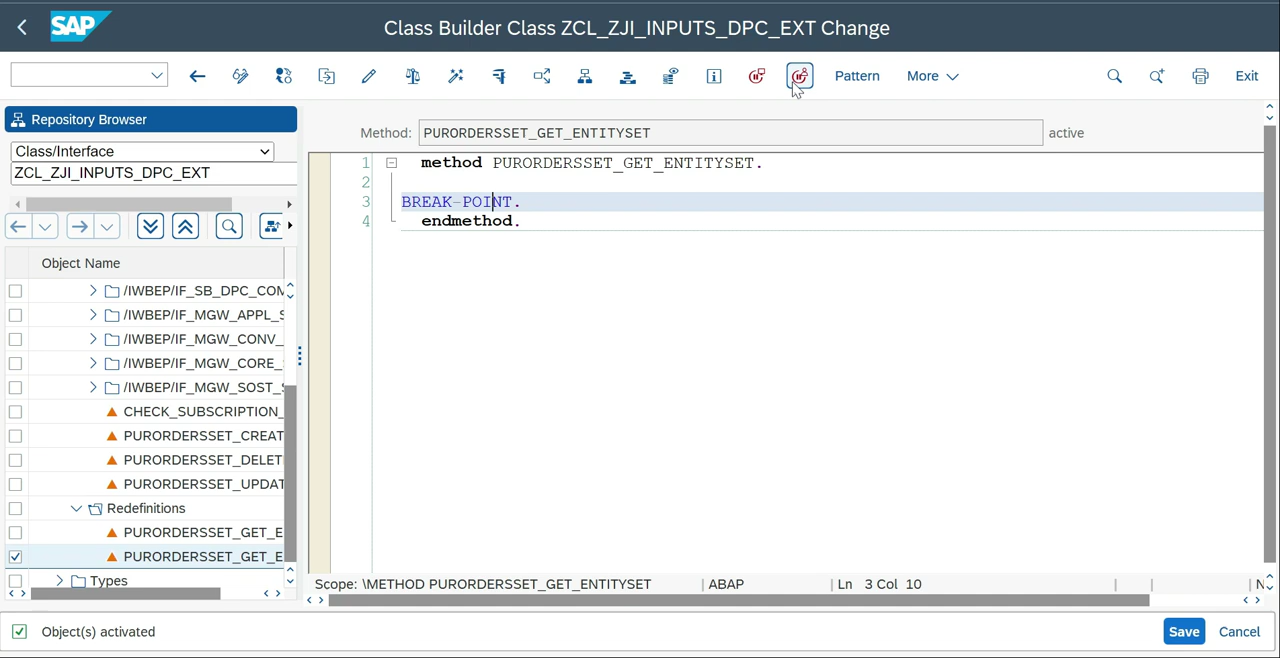 SAP
Class Builder Class ZCL_ZJI_INPUTS_DPC_EXT Change
Pattern
More
Exit
Repository Browser
Class/Interface
ZCL_ZJI_INPUTS_DPC_EXT
Object Name
/IWBEP/IF_SB_DPC_COM
/IWBEP/IF_MGW_APPL_S
/IWBEP/IF_MGW_CONV_
/IWBEP/IF_MGW_CORE_
/IWBEP/IF_MGW_SOST_S
CHECK_SUBSCRIPTION_
PURORDERSSET_CREAT
PURORDERSSET_DELETI
PURORDERSSET_UPDAT
Redefinitions
PURORDERSSET_GET_E
PURORDERSSET_GET_E
Types
Method: PURORDERSSET_GET_ENTITYSET active
1 method PURORDERSSET_GET_ENTITYSET.
2
3 BREAK-POINT.
4 endmethod.
Scope: \METHOD PURORDERSSET_GET_ENTITYSET ABAP Ln 3 Col 10 N
Object(s) activated
Save
Cancel